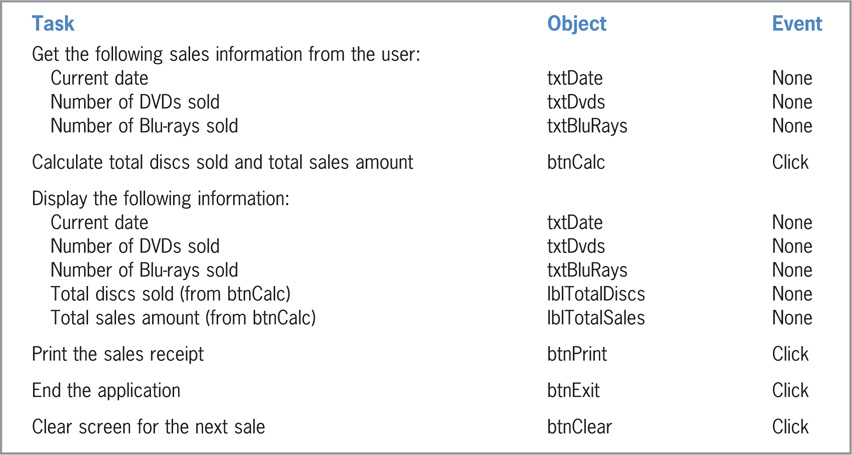 Task Object Event
Get the following sales information from the user:
Current date txtDate None
Number of DVDs sold txtDvds None
Number of Blu-rays sold txtBluRays None
Calculate total discs sold and total sales amount btnCalc Click
Display the following information:
Current date txtDate None
Number of DVDs sold txtDvds None
Number of Blu-rays sold txtBluRays None
Total discs sold (from btnCalc) lblTotalDiscs None
Total sales amount (from btnCalc) lblTotalSales None
Print the sales receipt btnPrint Click
End the application btnExit Click
Clear screen for the next sale btnClear Click